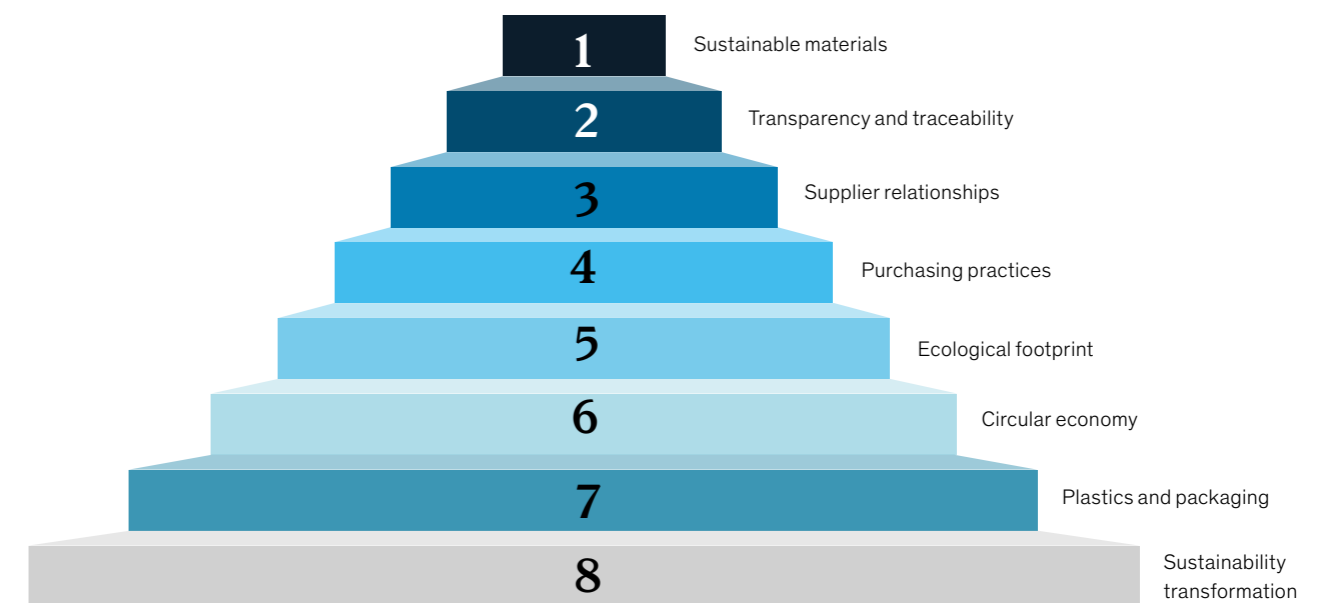 1
Sustainable materials
2
Transparency and traceability
3
Supplier relationships
4
Purchasing practices
5
Ecological footprint
6
Circular economy
7
Plastics and packaging
8
Sustainability
transformation